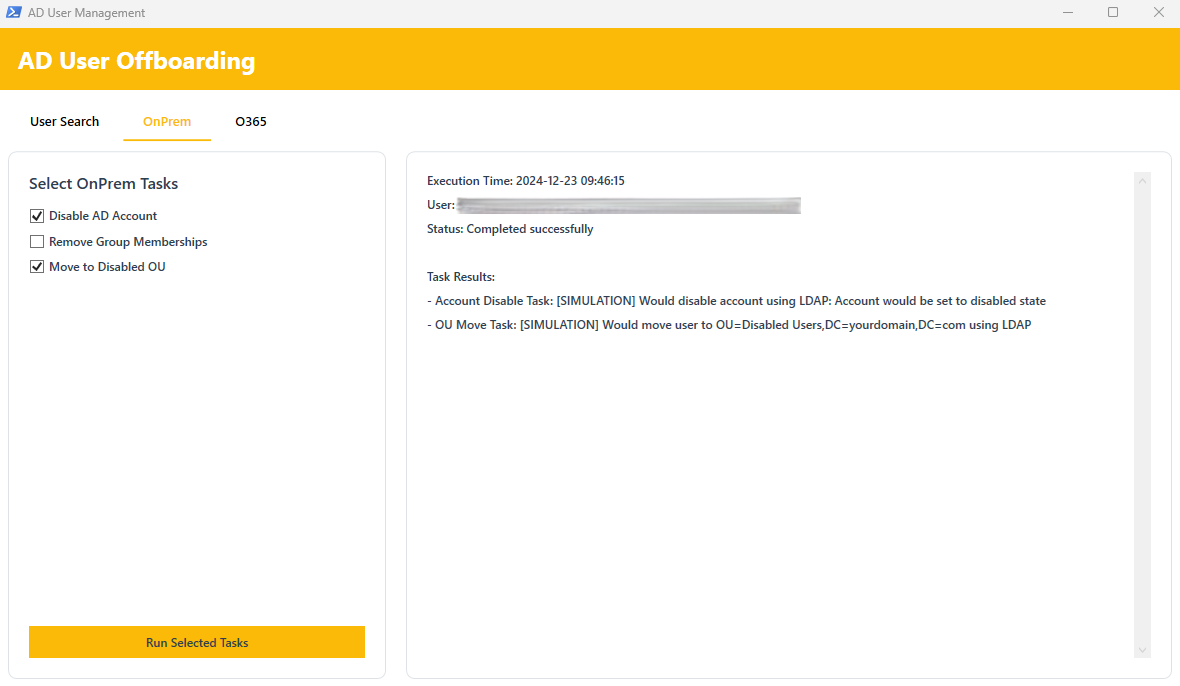 AD User Management
AD User Offboarding
User Search
OnPrem
O365
Select OnPrem Tasks
Disable AD Account
Remove Group Memberships
Move to Disabled OU
Run Selected Tasks
Execution Time: 2024-12-23 09:46:15
User:
Status: Completed successfully
Task Results:
- Account Disable Task: [SIMULATION] Would disable account using LDAP: Account would be set to disabled state
- OU Move Task: [SIMULATION] Would move user to OU=Disabled Users,DC=yourdomain,DC=com using LDAP